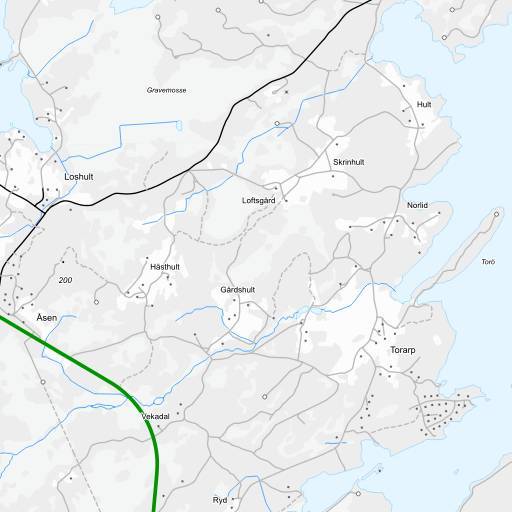 Gravemosse
Hult
Skrinhult
Loshult
Loftsgård
Norlid
Torö
Hästhult
200
Gårdshult
Åsen
Torarp
Vekadal
Ryd